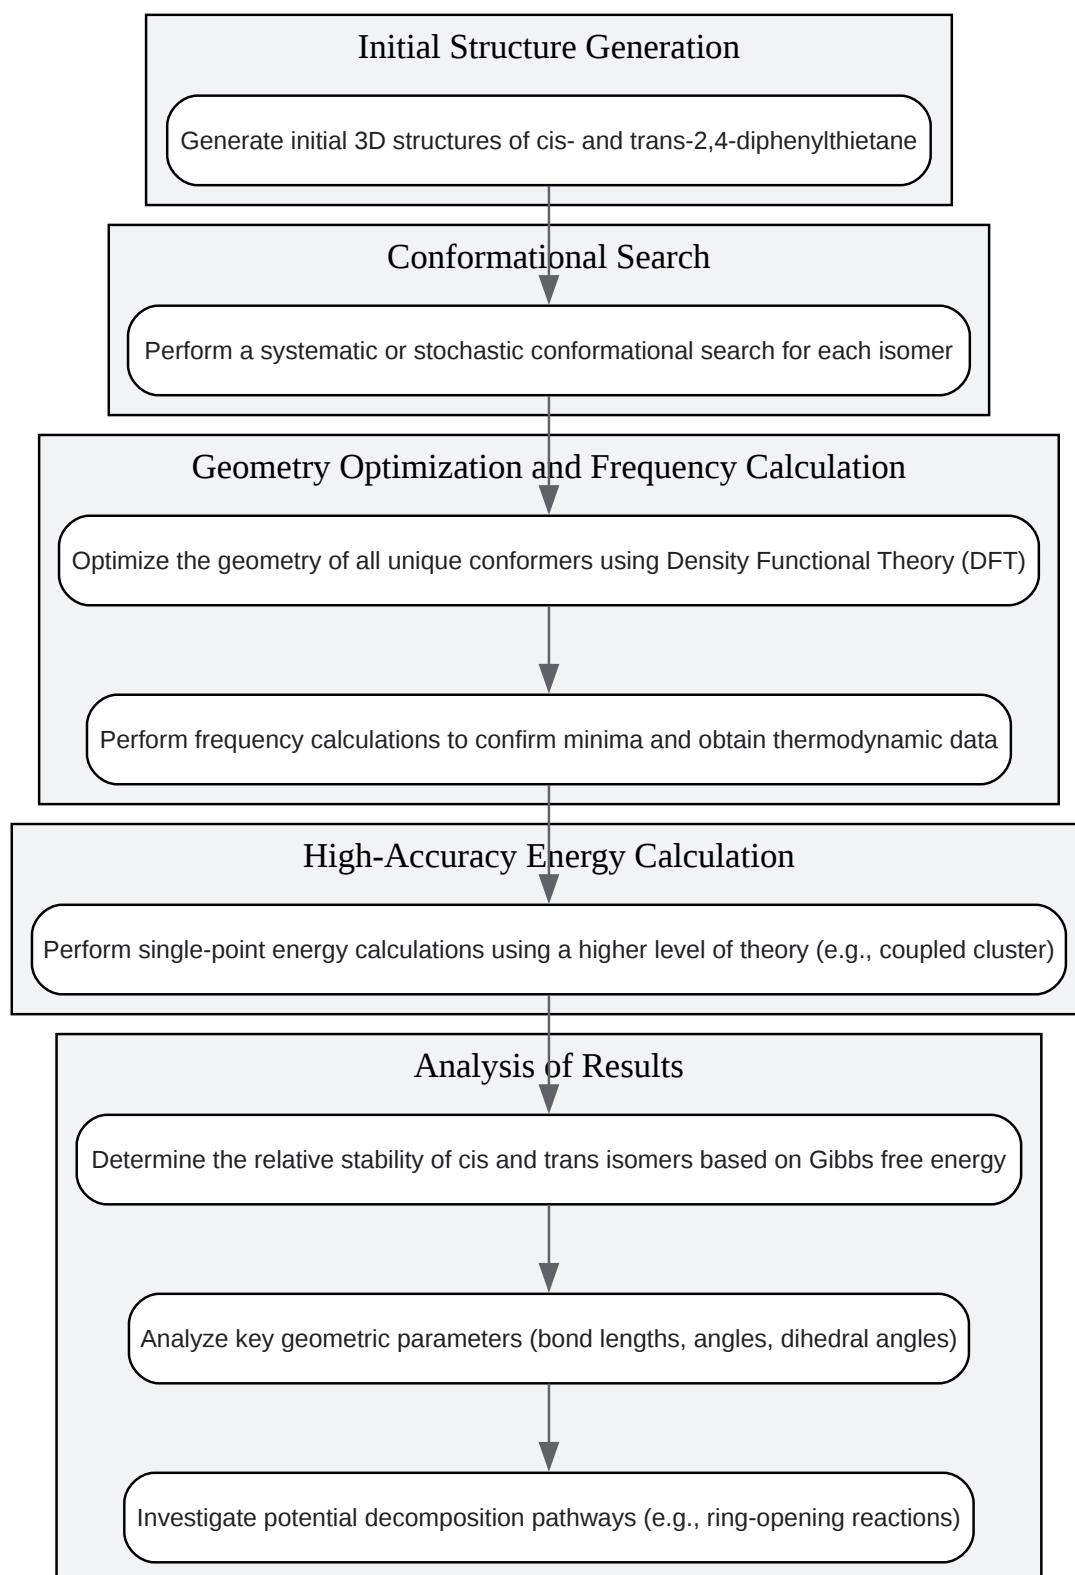 Initial Structure Generation
Generate initial 3D structures of cis- and trans-2,4-diphenylthietane
Conformational Search
Perform a systematic or stochastic conformational search for each isomer
Geometry Optimization and Frequency Calculation
Optimize the geometry of all unique conformers using Density Functional Theory (DFT)
Perform frequency calculations to confirm minima and obtain thermodynamic data
High-Accuracy Energy Calculation
Perform single-point energy calculations using a higher level of theory (e.g., coupled cluster)
Analysis of Results
Determine the relative stability of cis and trans isomers based on Gibbs free energy
Analyze key geometric parameters (bond lengths, angles, dihedral angles)
Investigate potential decomposition pathways (e.g., ring-opening reactions)